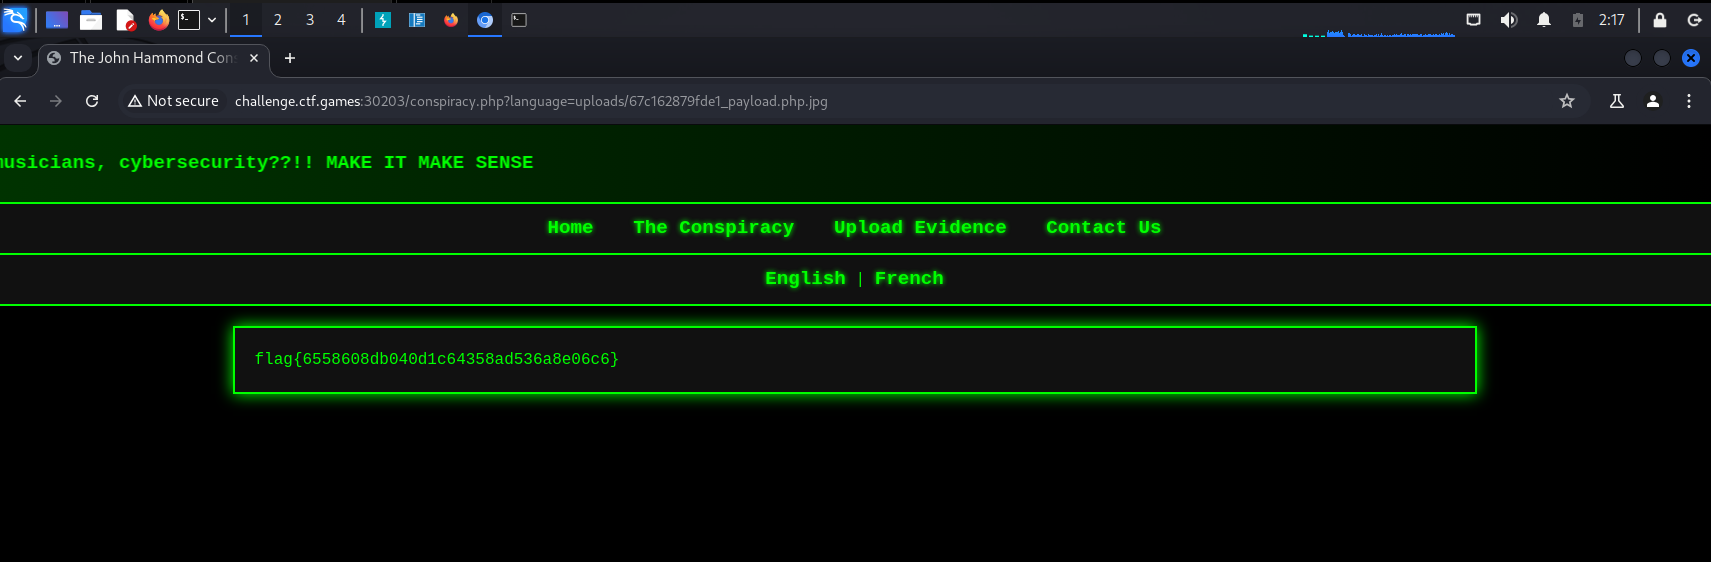 1 2 3 4
2:17
The John Hammond Con
Not secure challenge.ctf.games:30203/conspiracy.php?language=uploads/67c162879fde1_payload.php.jpg
musicians, cybersecurity??!! MAKE IT MAKE SENSE
Home The Conspiracy Upload Evidence Contact Us
English | French
flag{6558608db040d1c64358ad536a8e06c6}